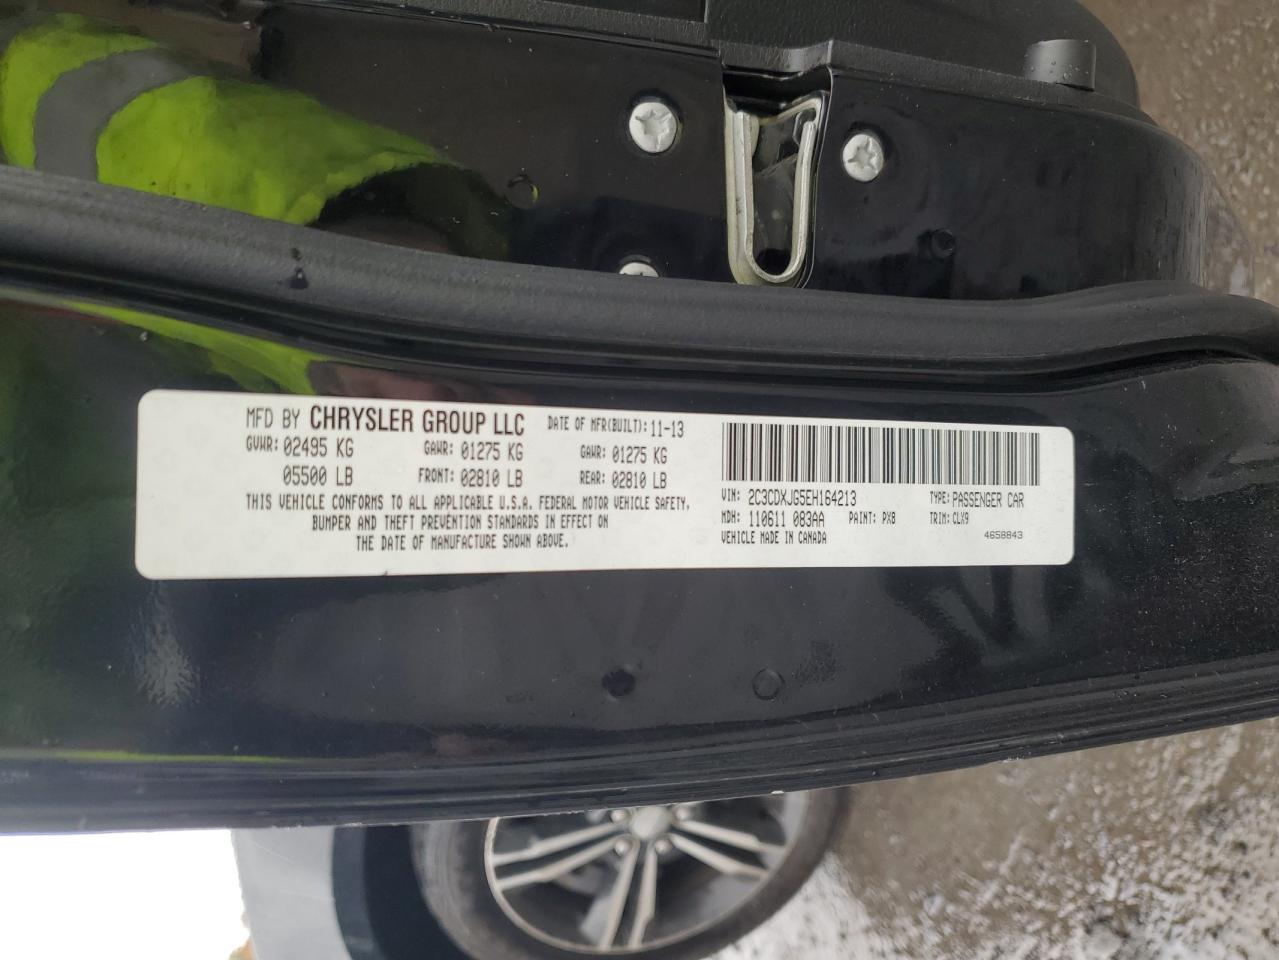 MFD BY CHRYSLER GROUP LLC DATE OF MFR(BUILT): 11-13
GVWR: 02495 KG GAWR: 01275 KG GAWR: 01275 KG
05500 LB FRONT: 02810 LB REAR: 02810 LB
THIS VEHICLE CONFORMS TO ALL APPLICABLE U.S.A. FEDERAL MOTOR VEHICLE SAFETY,
BUMPER AND THEFT PREVENTION STANDARDS IN EFFECT ON
THE DATE OF MANUFACTURE SHOWN ABOVE.
VIN: 2C3CDXJG5EH164213 TYPE: PASSENGER CAR
MDH: 110611 083AA PAINT: PX8 TRIM: CLX9
VEHICLE MADE IN CANADA 4658843